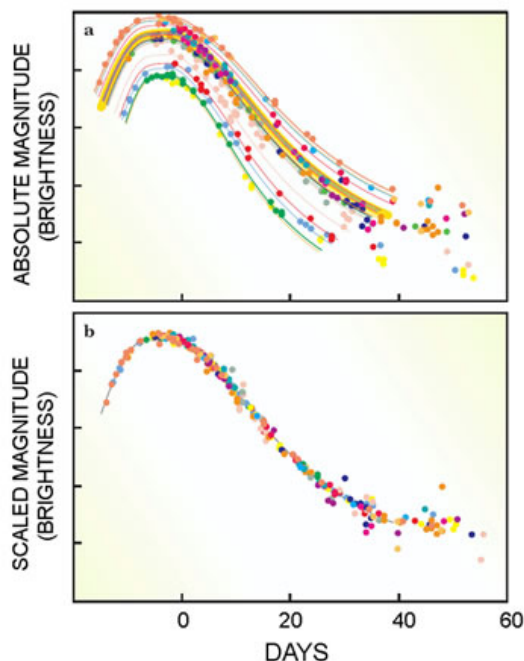 a
ABSOLUTE MAGNITUDE
(BRIGHTNESS)
b
SCALED MAGNITUDE
(BRIGHTNESS)
0 20 40 60
DAYS